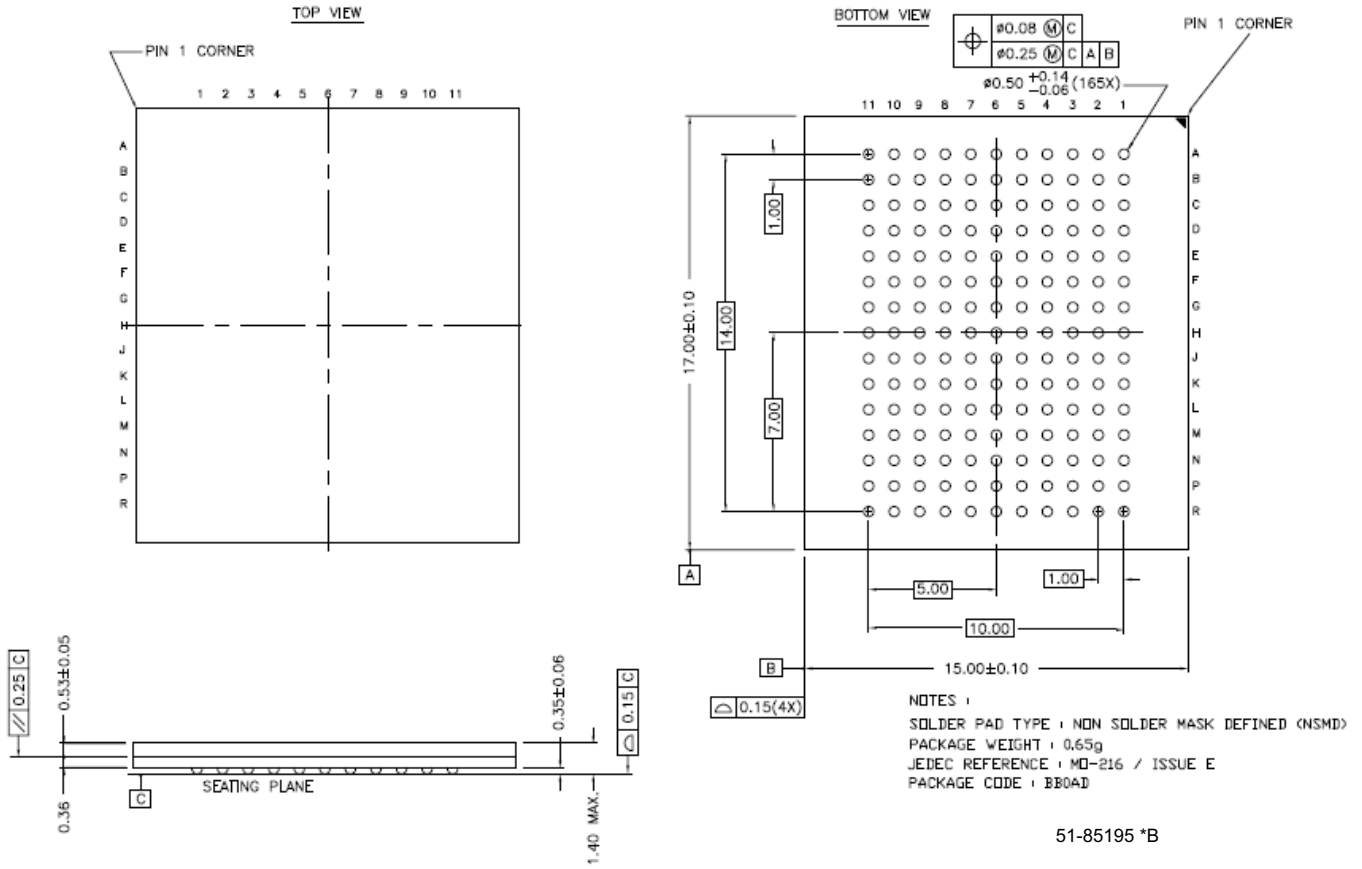 TOP VIEW
PIN 1 CORNER
1 2 3 4 5 6 7 8 9 10 11
A
B
C
D
E
F
G
H
J
K
L
M
N
P
R
BOTTOM VIEW
PIN 1 CORNER
⌀0.08 Ⓜ C
⌀0.25 Ⓜ C A B
⌀0.50 +0.14 -0.06 (165X)
11 10 9 8 7 6 5 4 3 2 1
A
B
C
D
E
F
G
H
J
K
L
M
N
P
R
1.00
17.00±0.10
14.00
7.00
A
5.00
1.00
10.00
B
15.00±0.10
0.15(4X)
// 0.25 C
0.53±0.05
0.36
C
SEATING PLANE
0.35±0.06
0.15 C
1.40 MAX.
NOTES :
SOLDER PAD TYPE : NON SOLDER MASK DEFINED (NSMD)
PACKAGE WEIGHT : 0.65g
JEDEC REFERENCE : MO-216 / ISSUE E
PACKAGE CODE : BB0AD
51-85195 *B